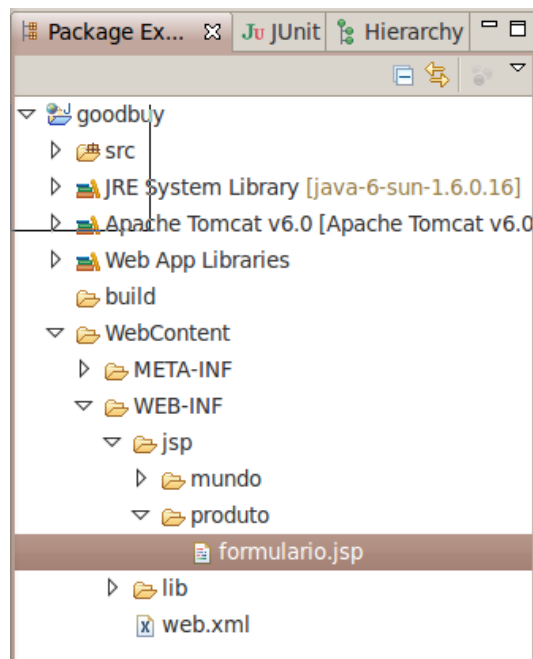 Package Ex... JUnit Hierarchy
goodbuy
src
JRE System Library [java-6-sun-1.6.0.16]
Apache Tomcat v6.0 [Apache Tomcat v6.0
Web App Libraries
build
WebContent
META-INF
WEB-INF
jsp
mundo
produto
formulario.jsp
lib
web.xml